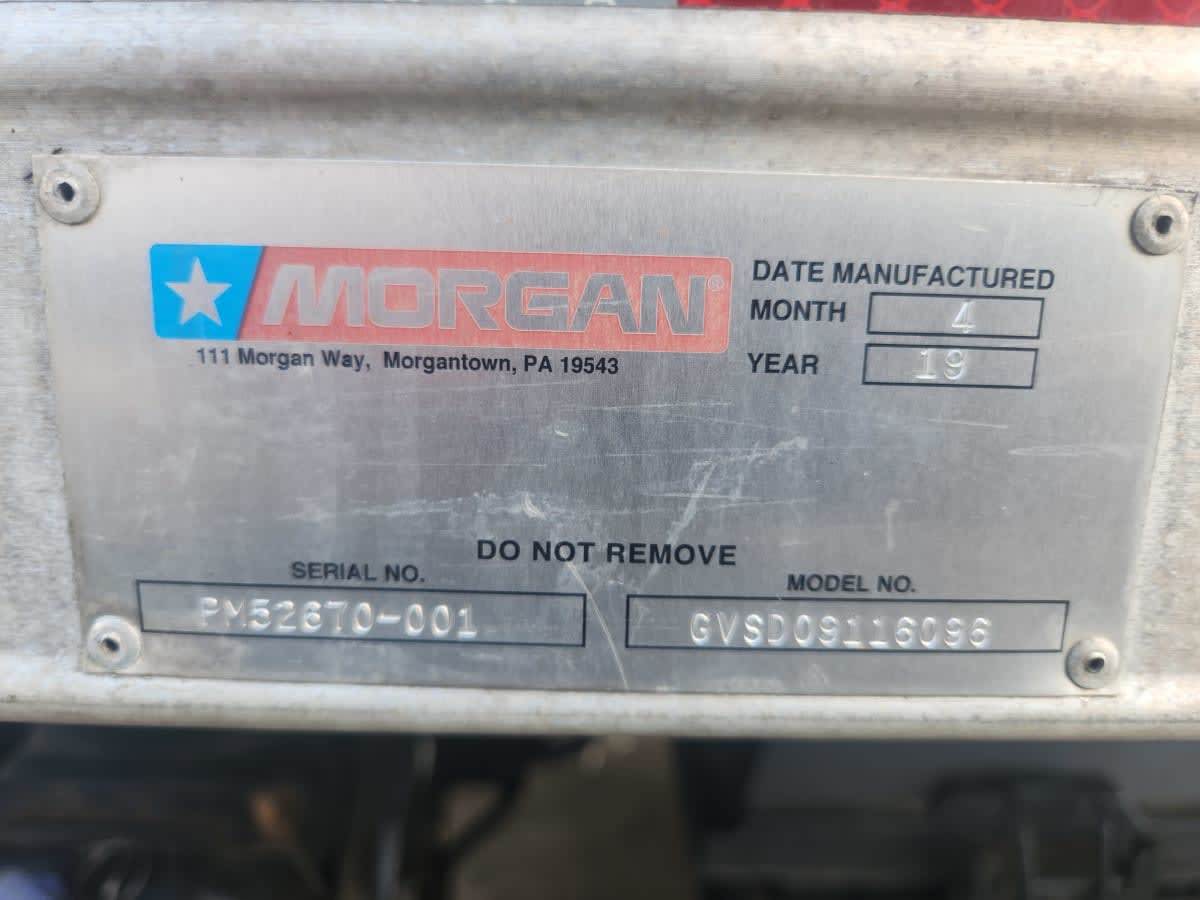 MORGAN®
111 Morgan Way, Morgantown, PA 19543
DATE MANUFACTURED
MONTH 4
YEAR 19
DO NOT REMOVE
SERIAL NO.
PM52670-001
MODEL NO.
GVSD09116096